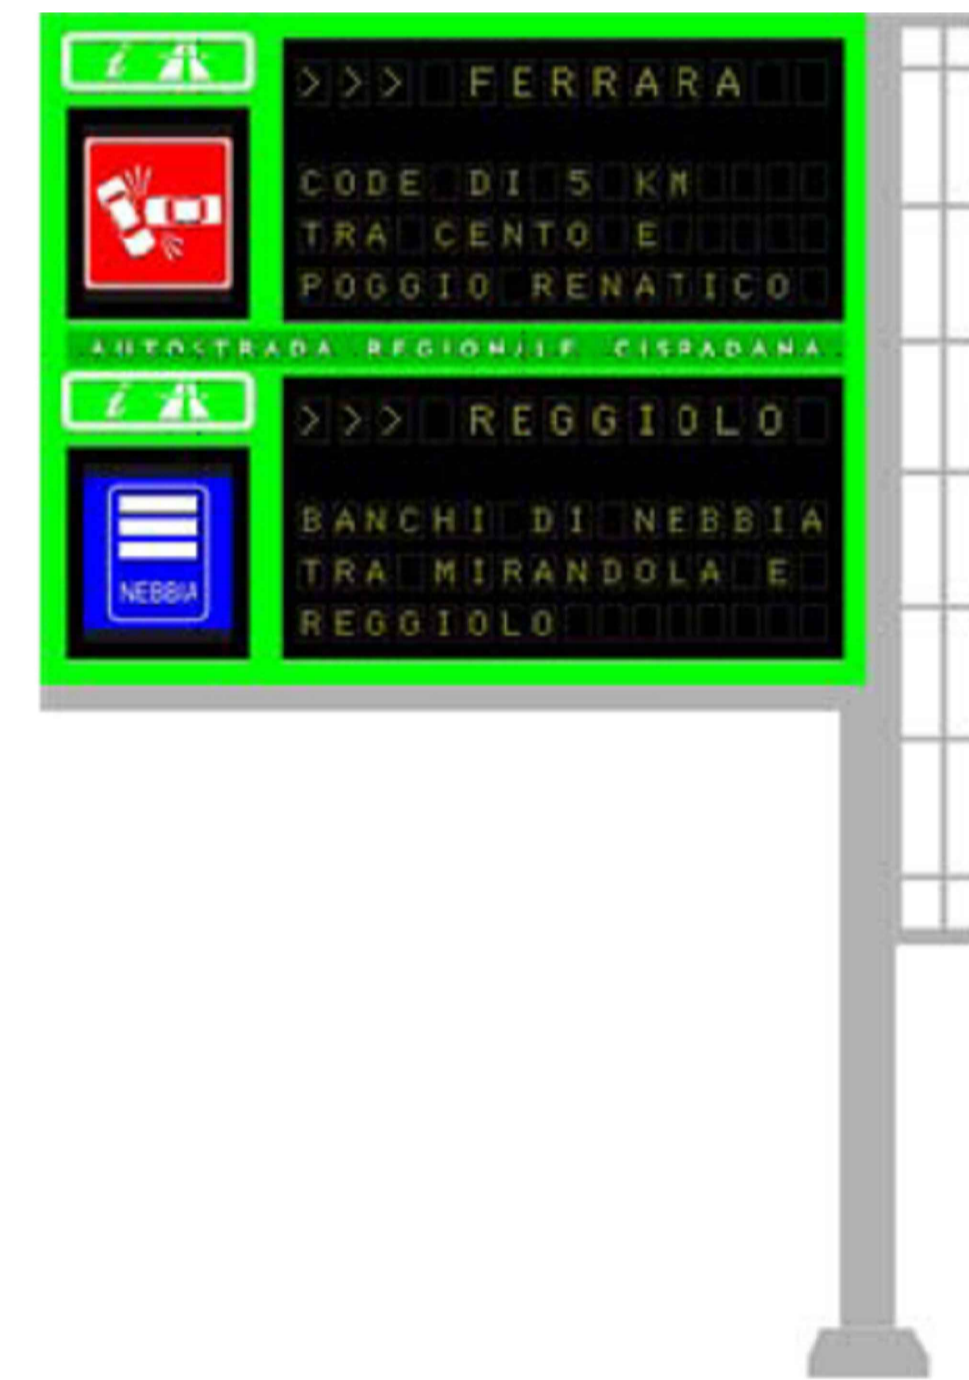 i
>>> FERRARA
CODE DI 5 KM
TRA CENTO E
POGGIO RENATICO
AUTOSTRADA REGIONALE CISPADANA
i
>>> REGGIOLO
BANCHI DI NEBBIA
TRA MIRANDOLA E
REGGIOLO
NEBBIA